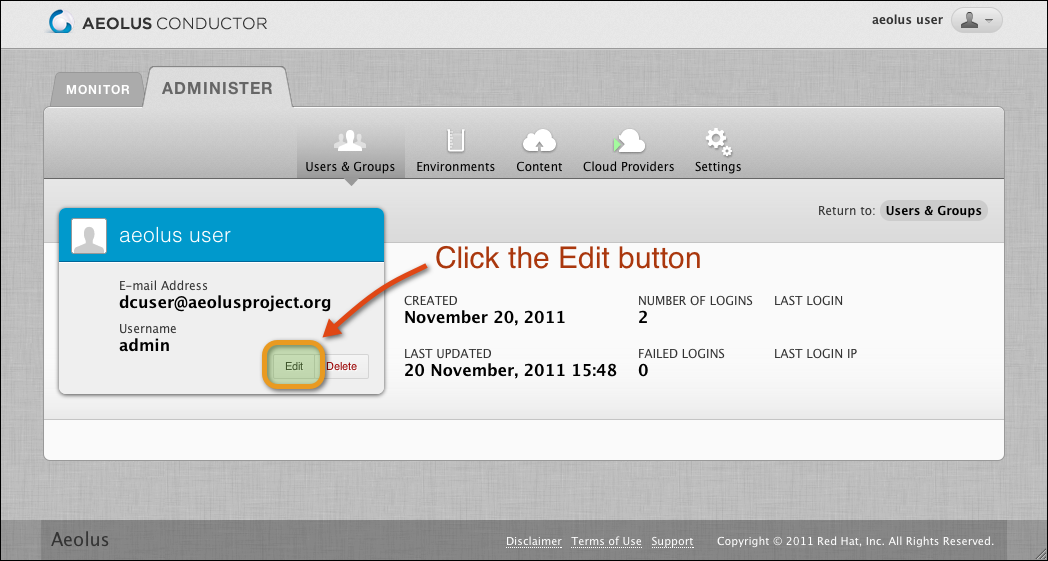 AEOLUS CONDUCTOR
aeolus user
MONITOR
ADMINISTER
Users & Groups
Environments
Content
Cloud Providers
Settings
Return to: Users & Groups
aeolus user
Click the Edit button
E-mail Address
dcuser@aeolusproject.org
Username
admin
Edit
Delete
CREATED
November 20, 2011
NUMBER OF LOGINS
2
LAST LOGIN
LAST UPDATED
20 November, 2011 15:48
FAILED LOGINS
0
LAST LOGIN IP
Aeolus
Disclaimer
Terms of Use
Support
Copyright © 2011 Red Hat, Inc. All Rights Reserved.